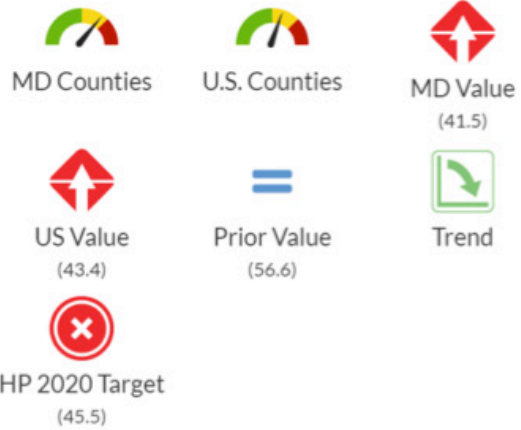 MD Counties
U.S. Counties
MD Value
(41.5)
US Value
(43.4)
Prior Value
(56.6)
Trend
HP 2020 Target
(45.5)